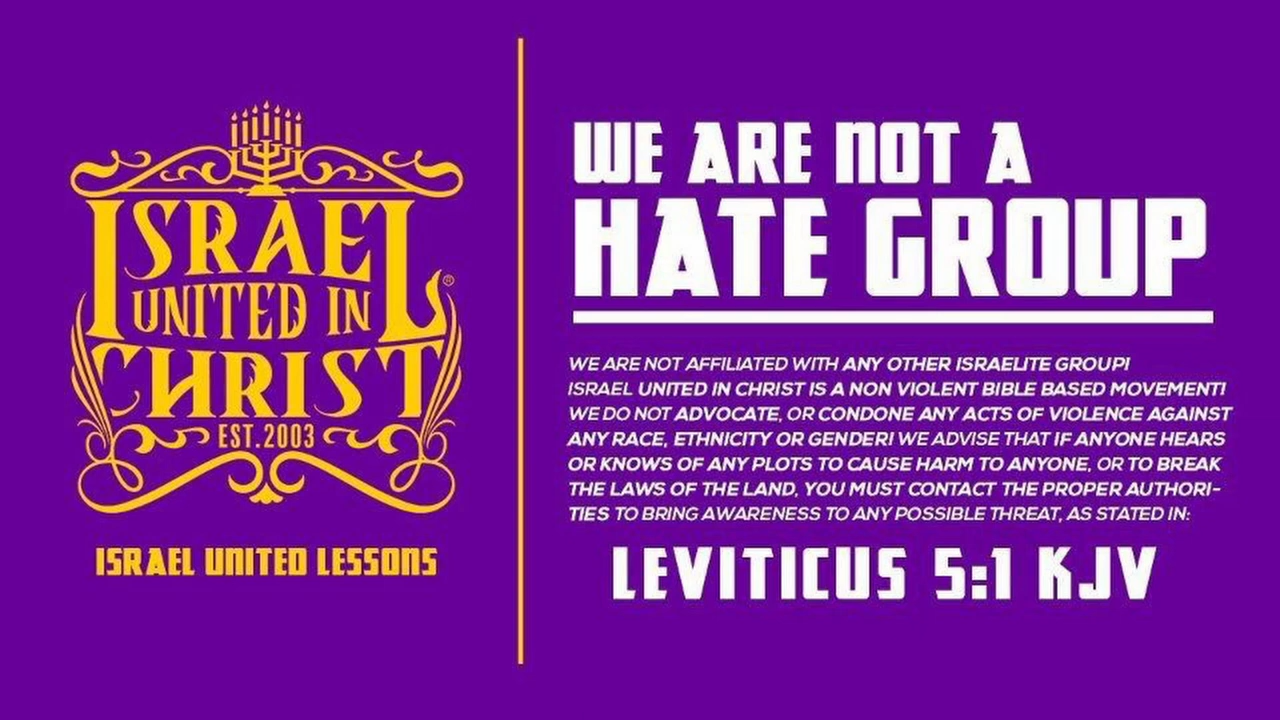 ISRAEL
UNITED IN
CHRIST
®
EST.2003
ISRAEL UNITED LESSONS
WE ARE NOT A
HATE GROUP
WE ARE NOT AFFILIATED WITH ANY OTHER ISRAELITE GROUP!
ISRAEL UNITED IN CHRIST IS A NON VIOLENT BIBLE BASED MOVEMENT!
WE DO NOT ADVOCATE, OR CONDONE ANY ACTS OF VIOLENCE AGAINST
ANY RACE, ETHNICITY OR GENDER! WE ADVISE THAT IF ANYONE HEARS
OR KNOWS OF ANY PLOTS TO CAUSE HARM TO ANYONE, OR TO BREAK
THE LAWS OF THE LAND, YOU MUST CONTACT THE PROPER AUTHORI-
TIES TO BRING AWARENESS TO ANY POSSIBLE THREAT, AS STATED IN:
LEVITICUS 5:1 KJV